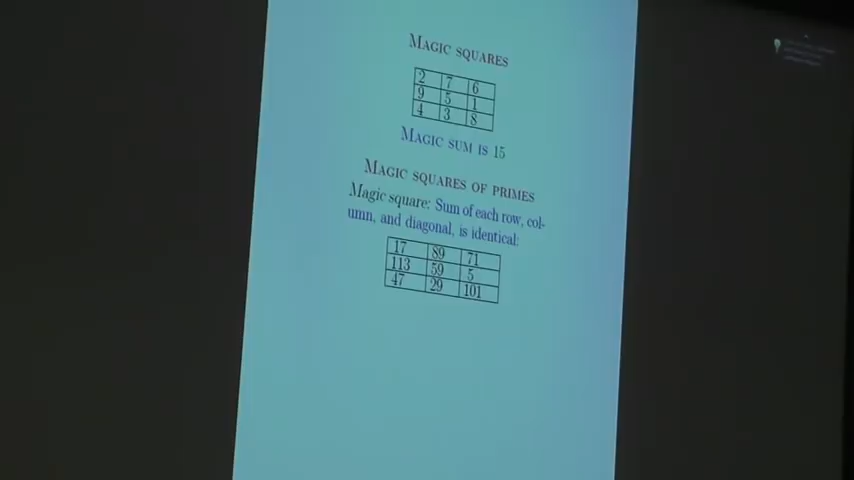 Magic squares
2 7 6
9 5 1
4 3 8
Magic sum is 15
Magic squares of primes
Magic square: Sum of each row, col-
umn, and diagonal, is identical:
17 89 71
113 59 5
47 29 101